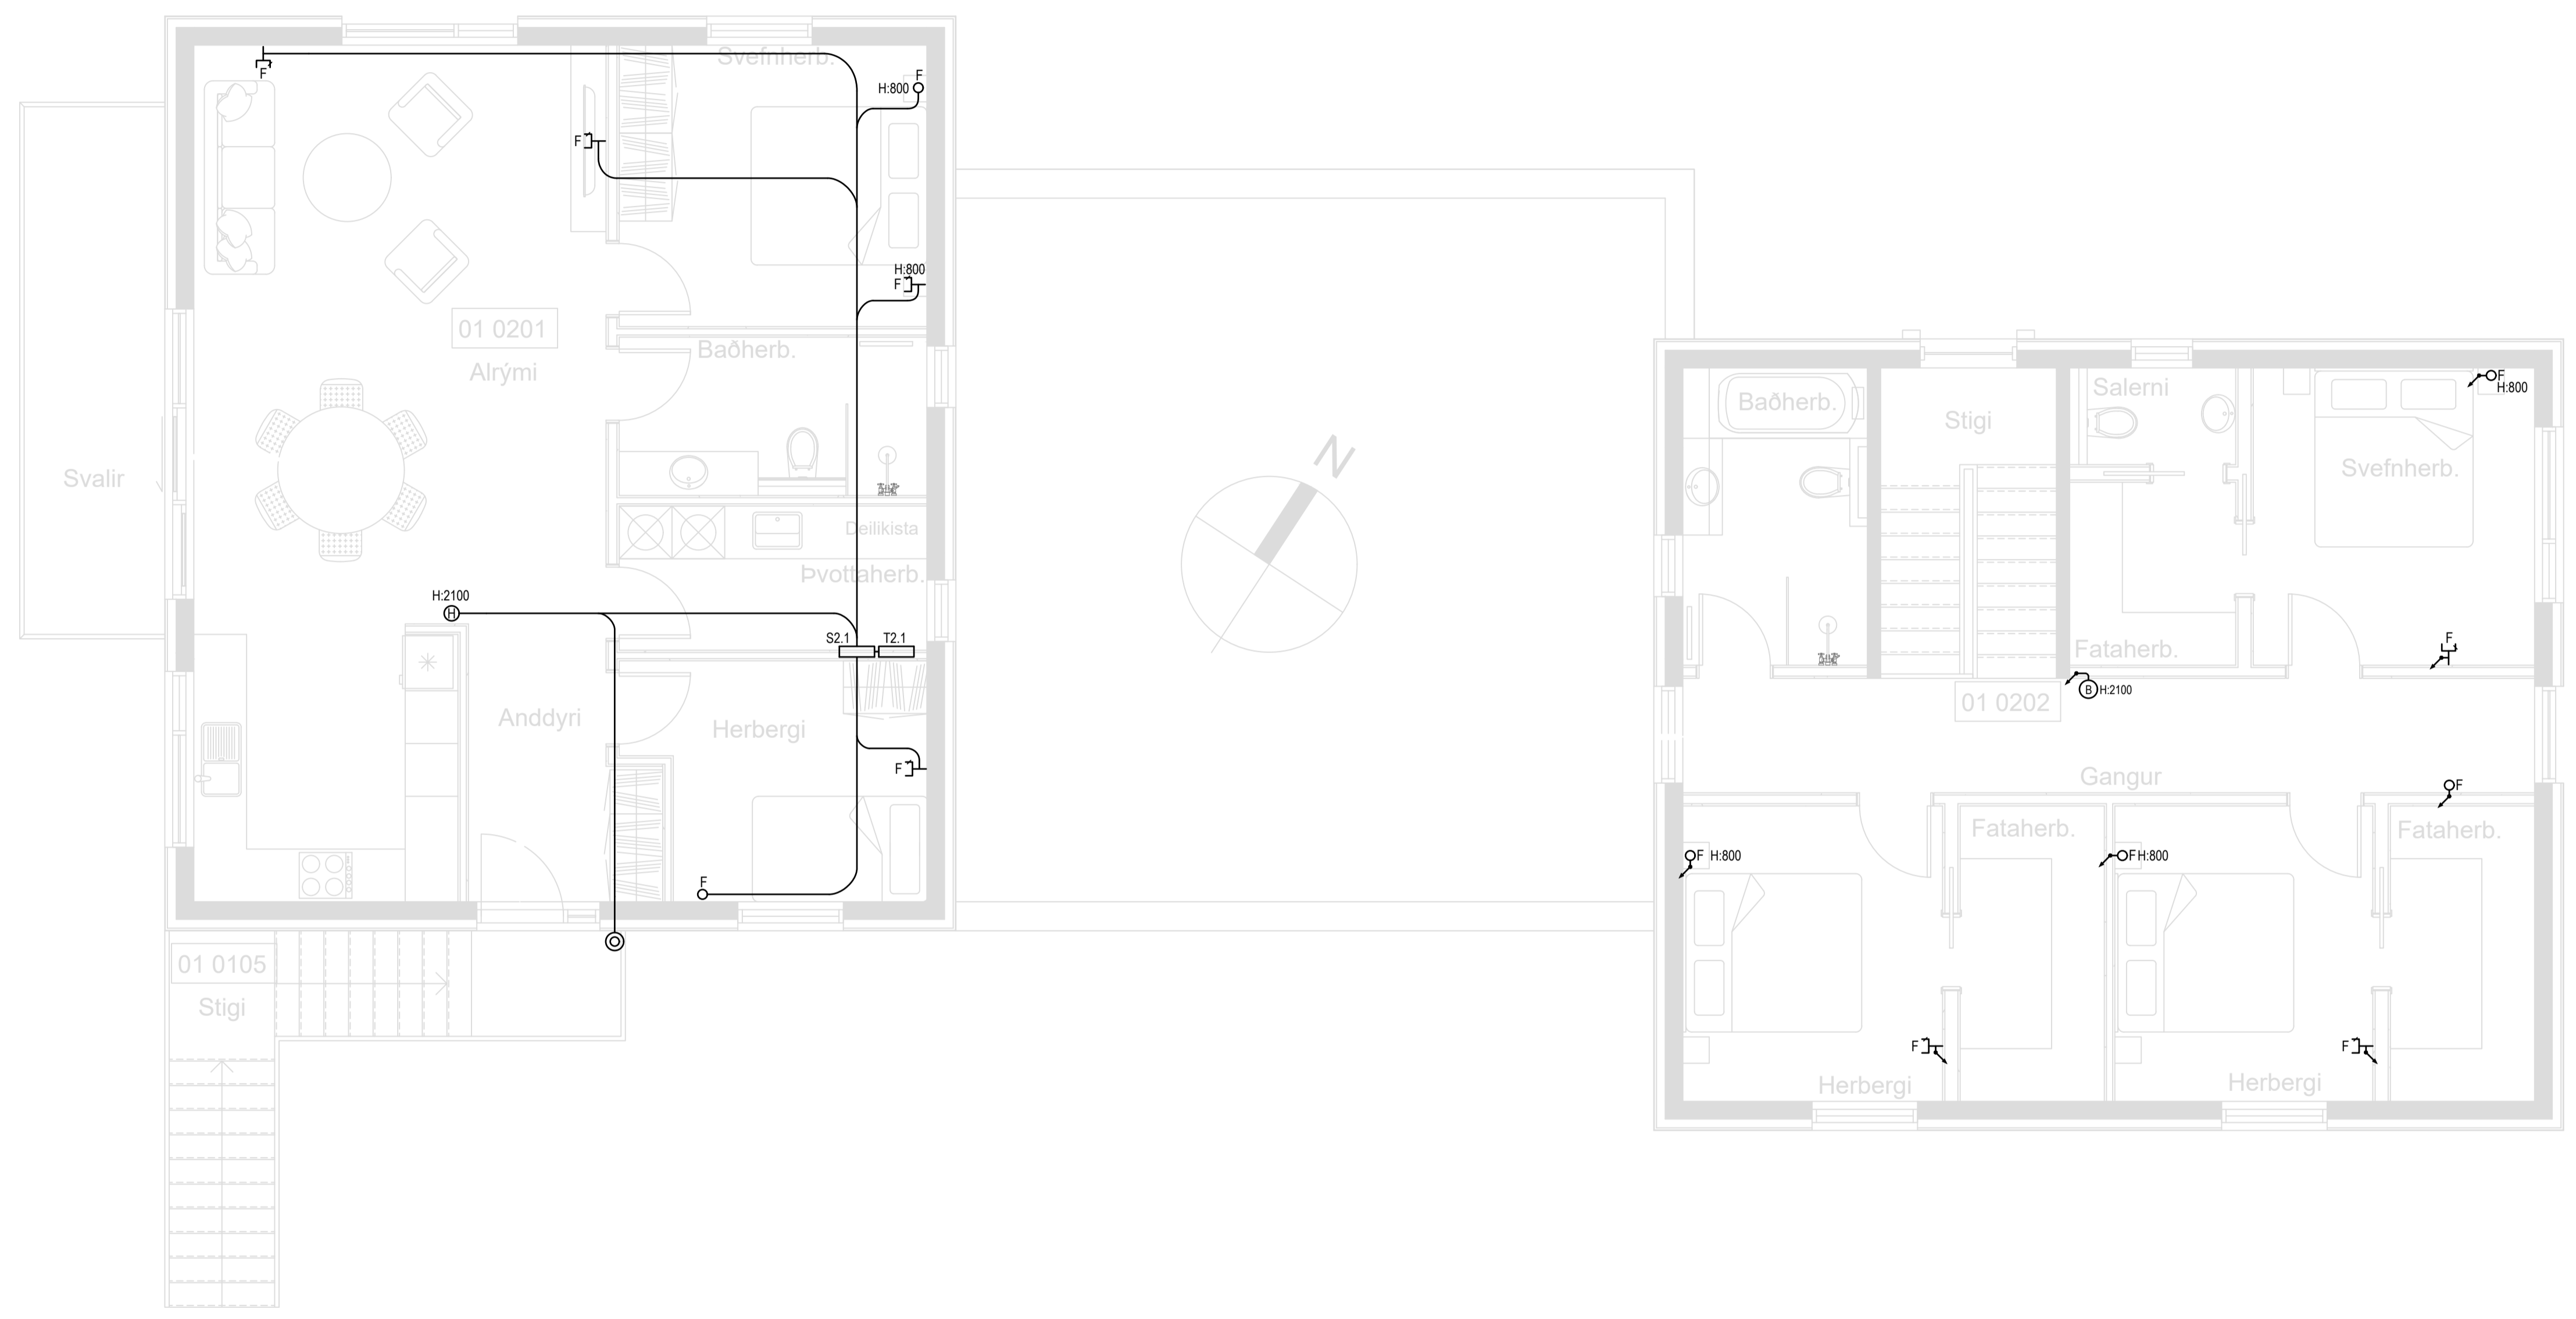 Svefnherb.
F
F
H:800
F
H:800
F
01 0201
Alrými
Baðherb.
Svalir
Deilikista
Þvottaherb.
H:2100
H
S2.1
T2.1
Anddyri
Herbergi
F
F
01 0105
Stigi
N
Baðherb.
Stigi
Salerni
F
H:800
Svefnherb.
Fataherb.
F
B
H:2100
01 0202
Gangur
F
F H:800
Fataherb.
F H:800
Fataherb.
F
F
Herbergi
Herbergi